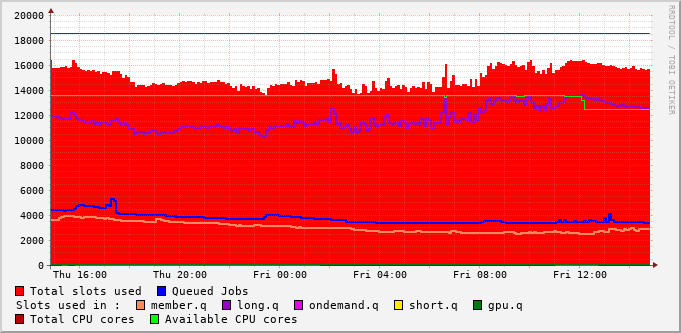 20000
18000
16000
14000
12000
10000
8000
6000
4000
2000
0
Thu 16:00 Thu 20:00 Fri 00:00 Fri 04:00 Fri 08:00 Fri 12:00
Total slots used Queued Jobs
Slots used in : member.q long.q ondemand.q short.q gpu.q
Total CPU cores Available CPU cores
RRDTOOL / TOBI OETIKER